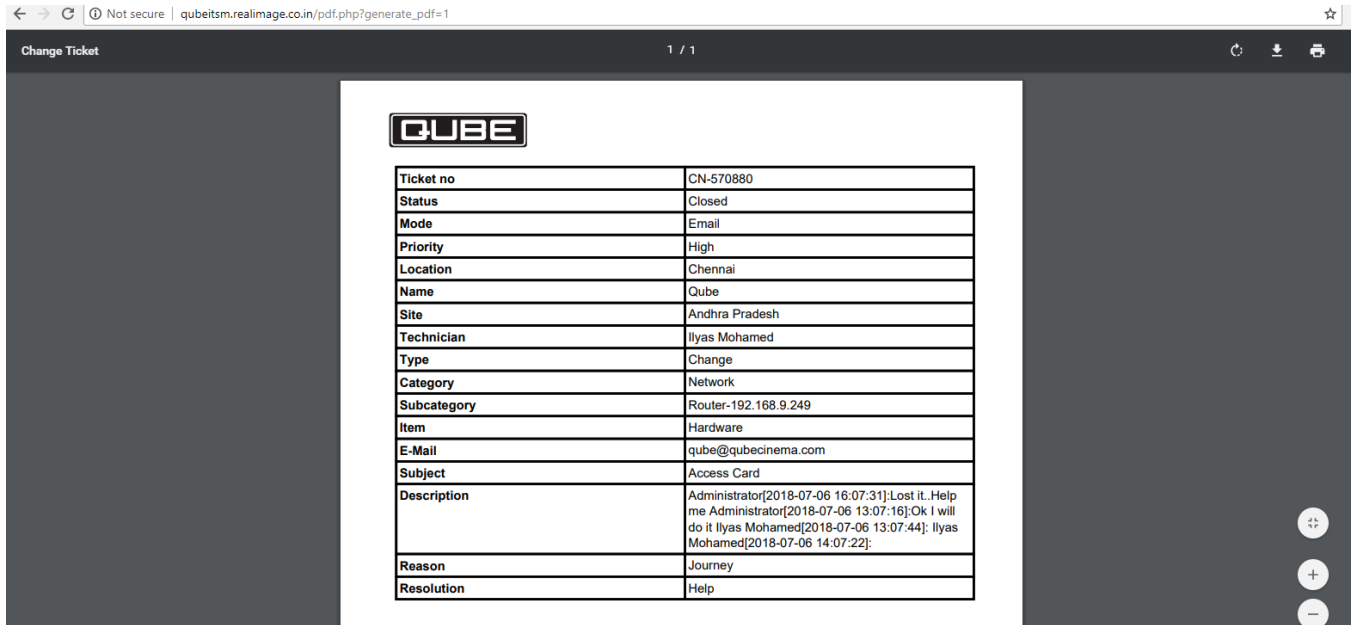 Not secure | qubeitsm.realimage.co.in/pdf.php?generate_pdf=1
Change Ticket 1 / 1
QUBE
Ticket no CN-570880
Status Closed
Mode Email
Priority High
Location Chennai
Name Qube
Site Andhra Pradesh
Technician Ilyas Mohamed
Type Change
Category Network
Subcategory Router-192.168.9.249
Item Hardware
E-Mail qube@qubecinema.com
Subject Access Card
Description Administrator[2018-07-06 16:07:31]:Lost it..Help
me Administrator[2018-07-06 13:07:16]:Ok I will
do it Ilyas Mohamed[2018-07-06 13:07:44]: Ilyas
Mohamed[2018-07-06 14:07:22]:
Reason Journey
Resolution Help